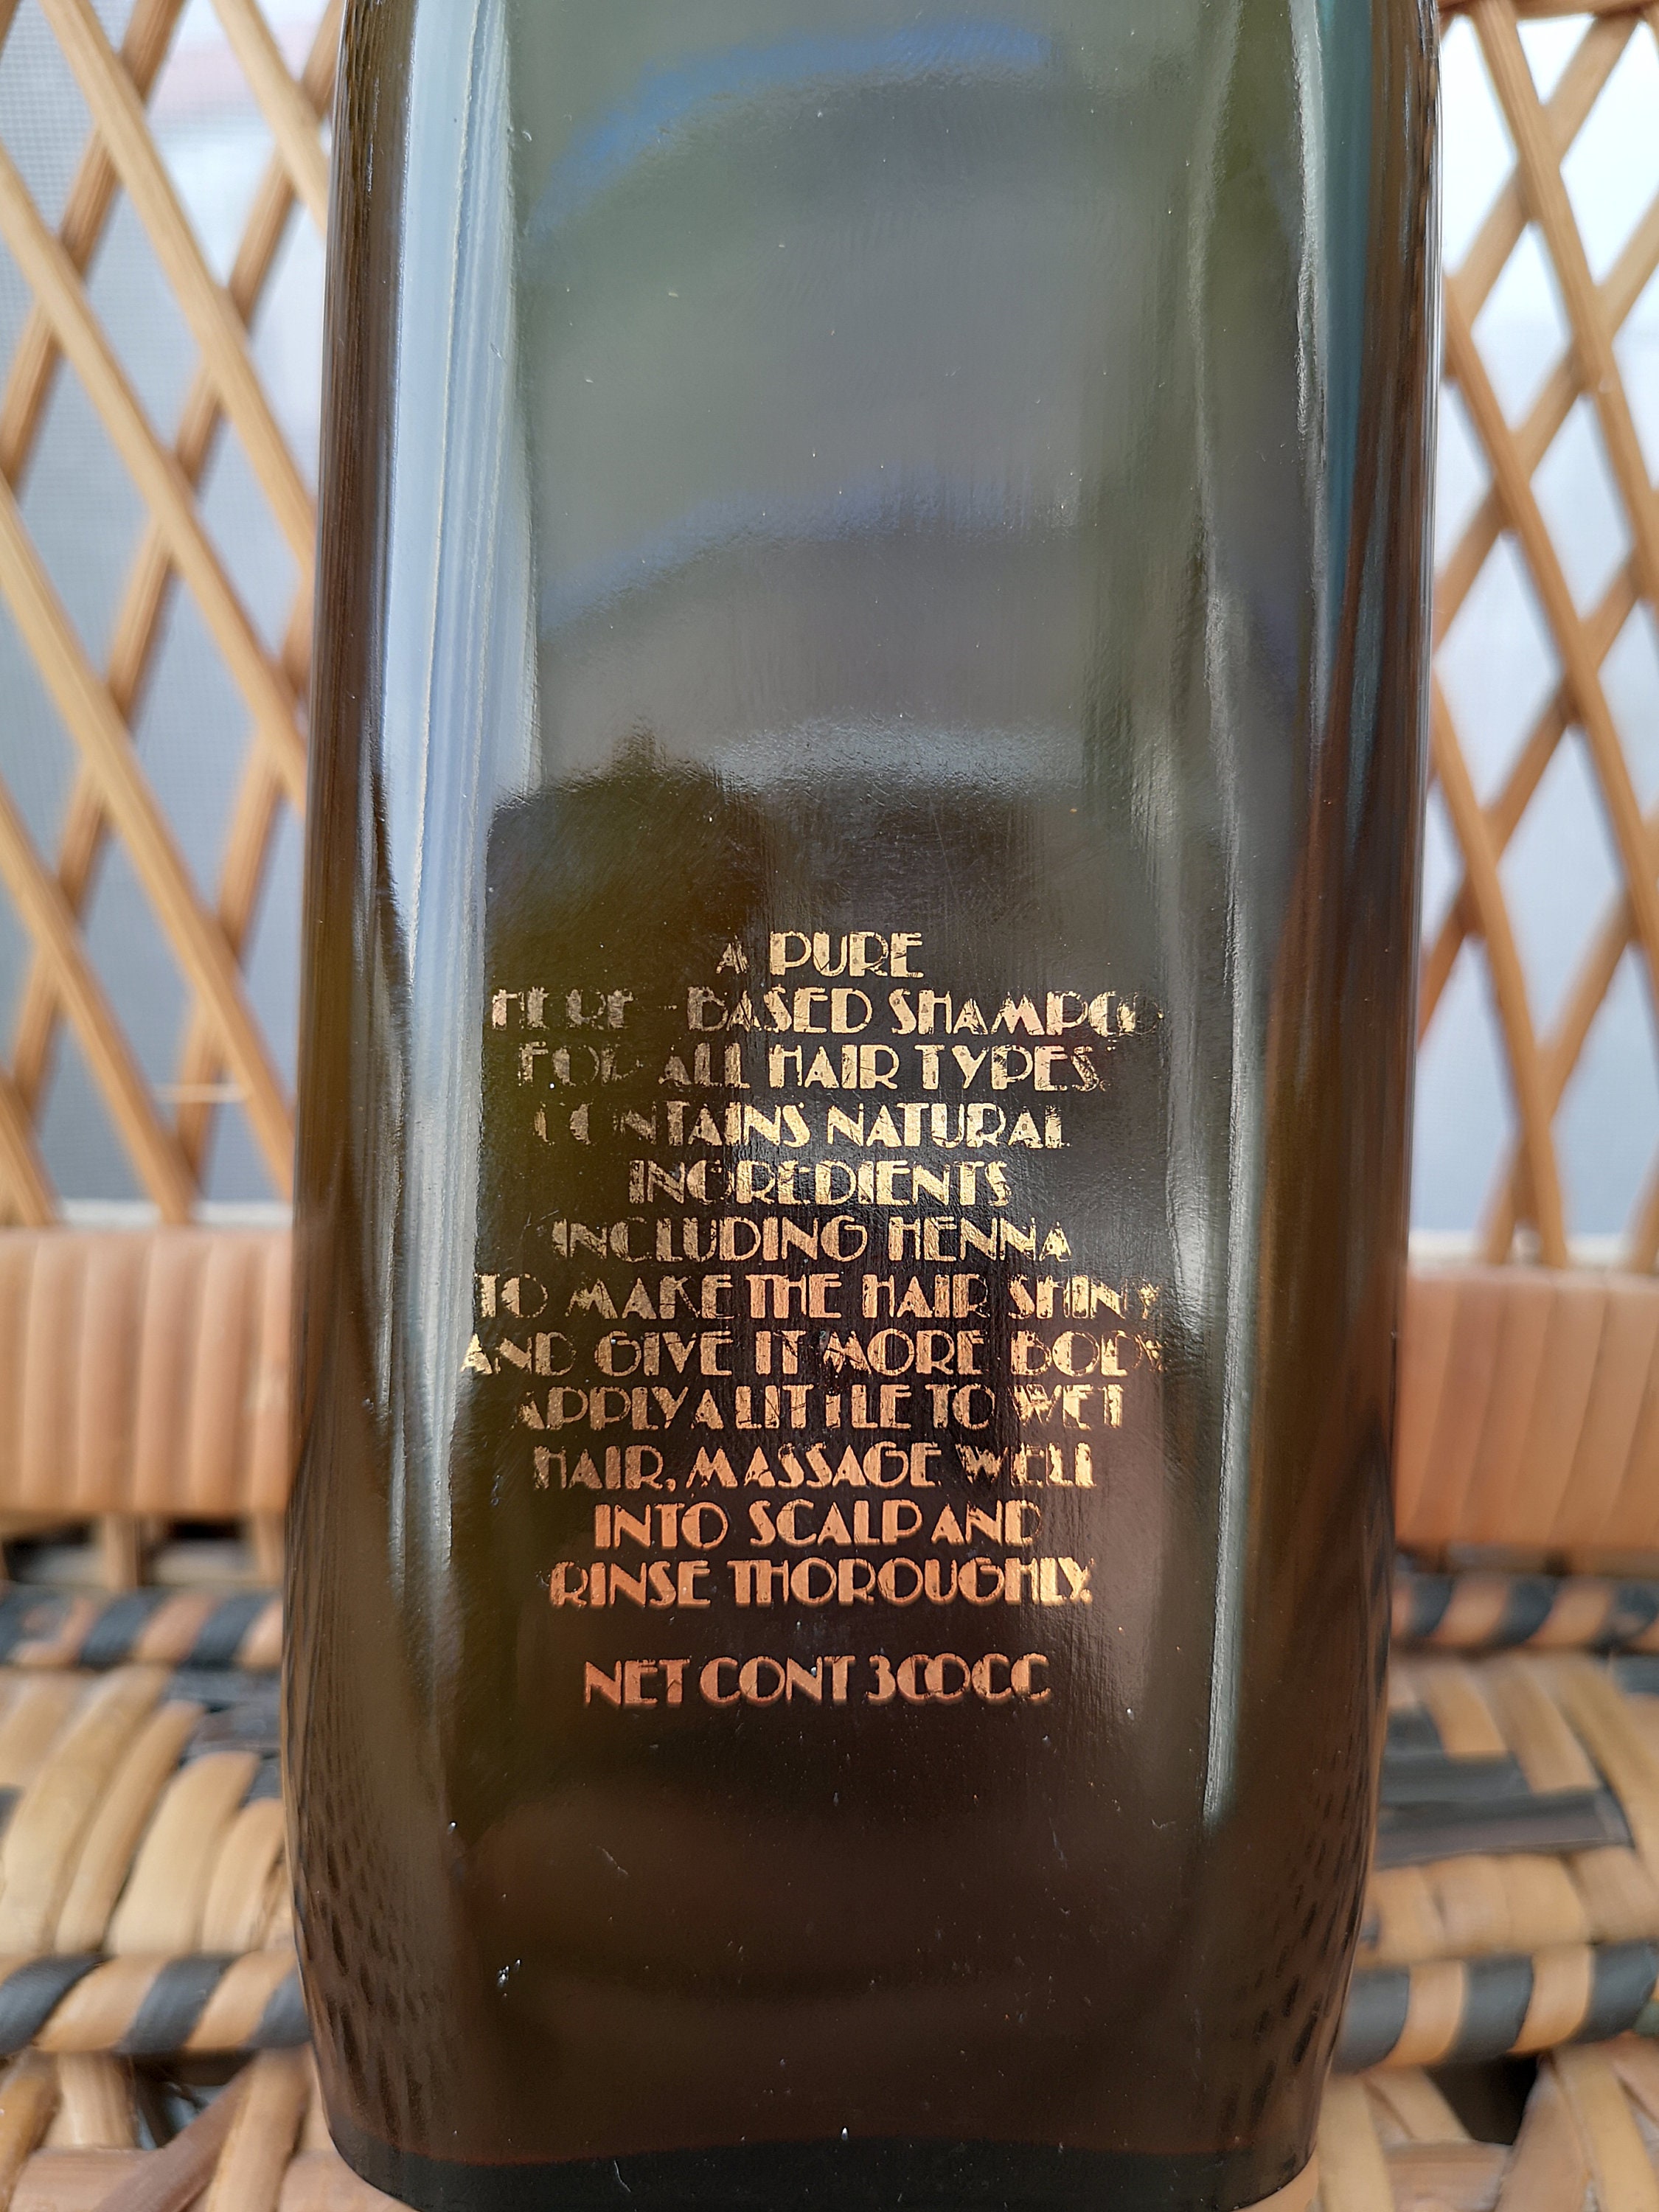 A PURE
HERB-BASED SHAMPOO
FOR ALL HAIR TYPES.
CONTAINS NATURAL
INGREDIENTS
INCLUDING HENNA
TO MAKE THE HAIR SHINY
AND GIVE IT MORE BODY
APPLY A LITTLE TO WET
HAIR, MASSAGE WELL
INTO SCALP AND
RINSE THOROUGHLY.
NET CONT 300CC